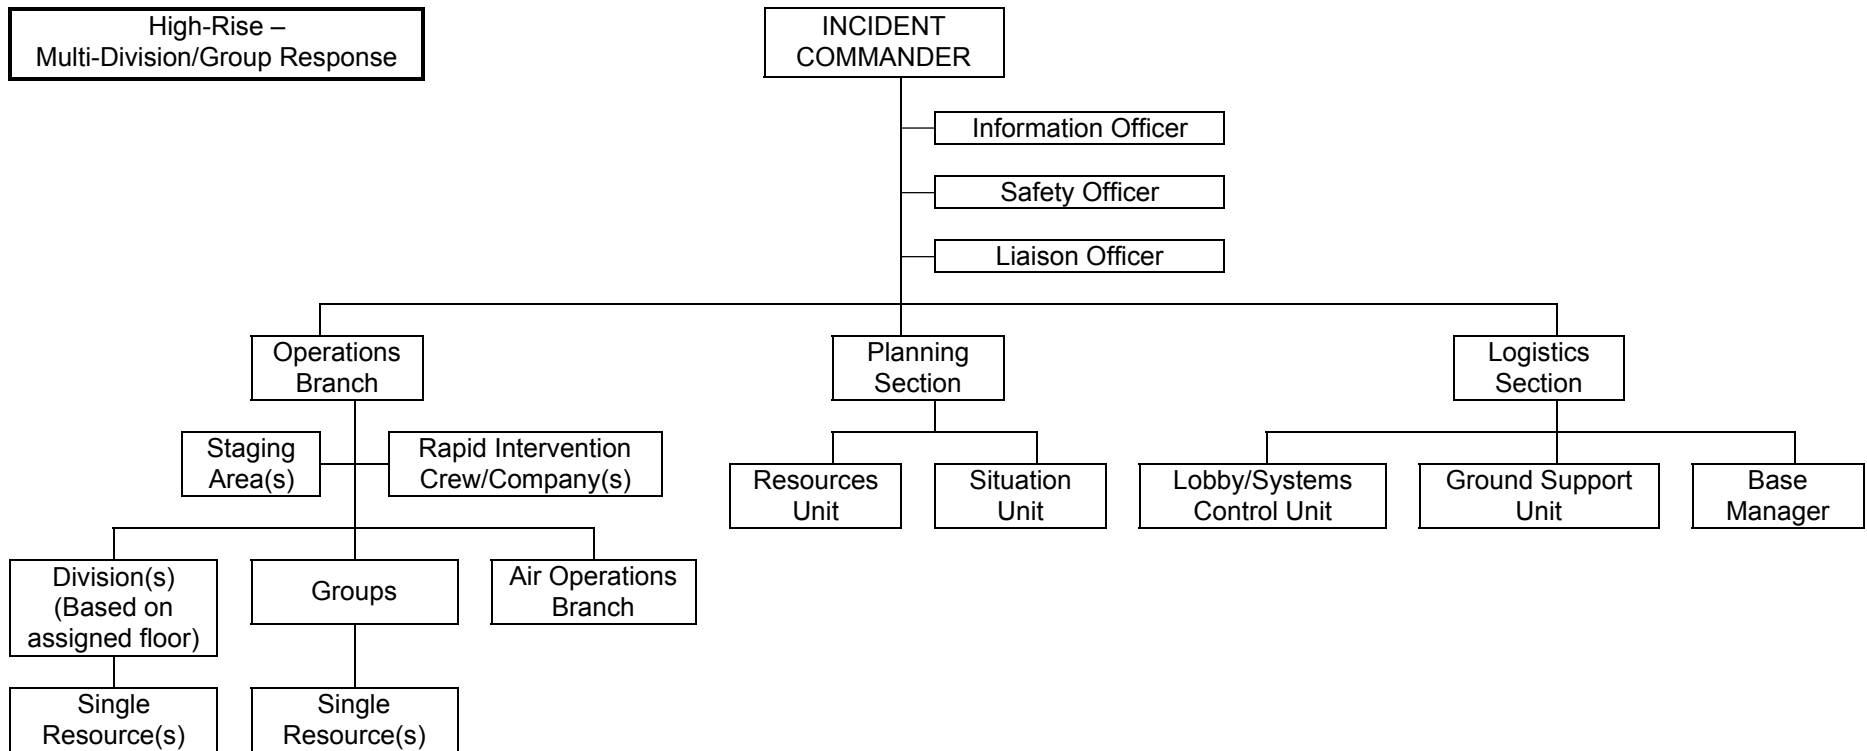 High-Rise –
Multi-Division/Group Response
INCIDENT
COMMANDER
Information Officer
Safety Officer
Liaison Officer
Operations
Branch
Planning
Section
Logistics
Section
Staging
Area(s)
Rapid Intervention
Crew/Company(s)
Resources
Unit
Situation
Unit
Lobby/Systems
Control Unit
Ground Support
Unit
Base
Manager
Division(s)
(Based on
assigned floor)
Groups
Air Operations
Branch
Single
Resource(s)
Single
Resource(s)